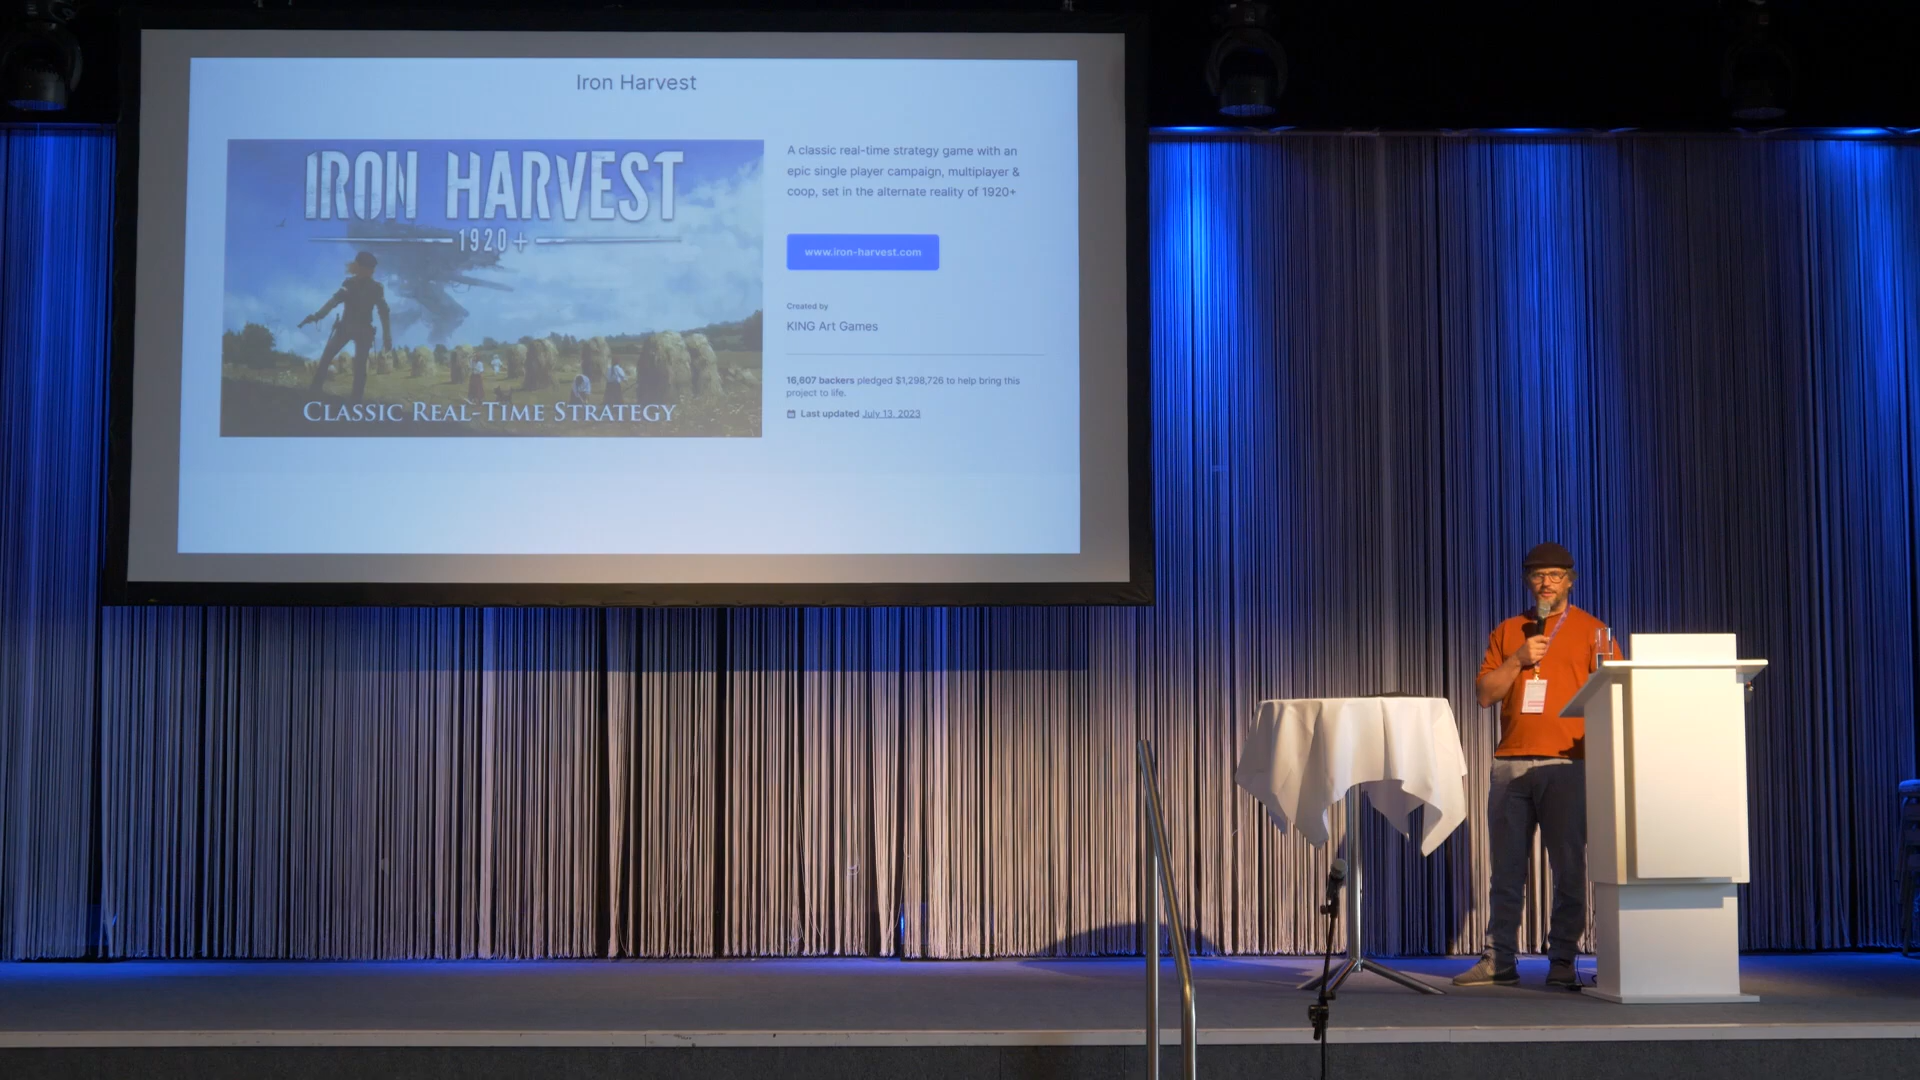 Iron Harvest
IRON HARVEST
1920+
CLASSIC REAL-TIME STRATEGY
A classic real-time strategy game with an
epic single player campaign, multiplayer &
coop, set in the alternate reality of 1920+
www.iron-harvest.com
Created by
KING Art Games
16,607 backers pledged $1,298,726 to help bring this
project to life.
Last updated July 13, 2023